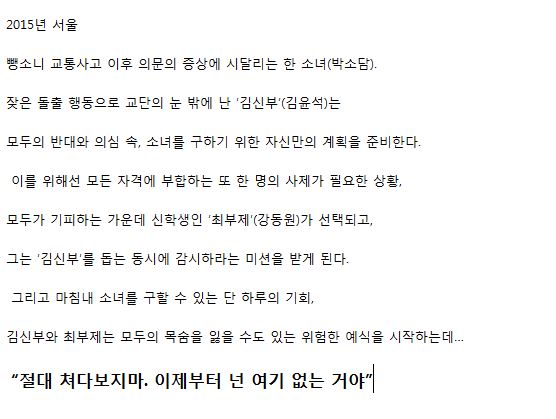 2015년 서울
뺑소니 교통사고 이후 의문의 증상에 시달리는 한 소녀(박소담).
잦은 돌출 행동으로 교단의 눈 밖에 난 '김신부'(김윤석)는
모두의 반대와 의심 속, 소녀를 구하기 위한 자신만의 계획을 준비한다.
이를 위해선 모든 자격에 부합하는 또 한 명의 사제가 필요한 상황,
모두가 기피하는 가운데 신학생인 '최부제'(강동원)가 선택되고,
그는 '김신부'를 돕는 동시에 감시하라는 미션을 받게 된다.
그리고 마침내 소녀를 구할 수 있는 단 하루의 기회,
김신부와 최부제는 모두의 목숨을 잃을 수도 있는 위험한 예식을 시작하는데...
“절대 쳐다보지마. 이제부터 넌 여기 없는 거야”